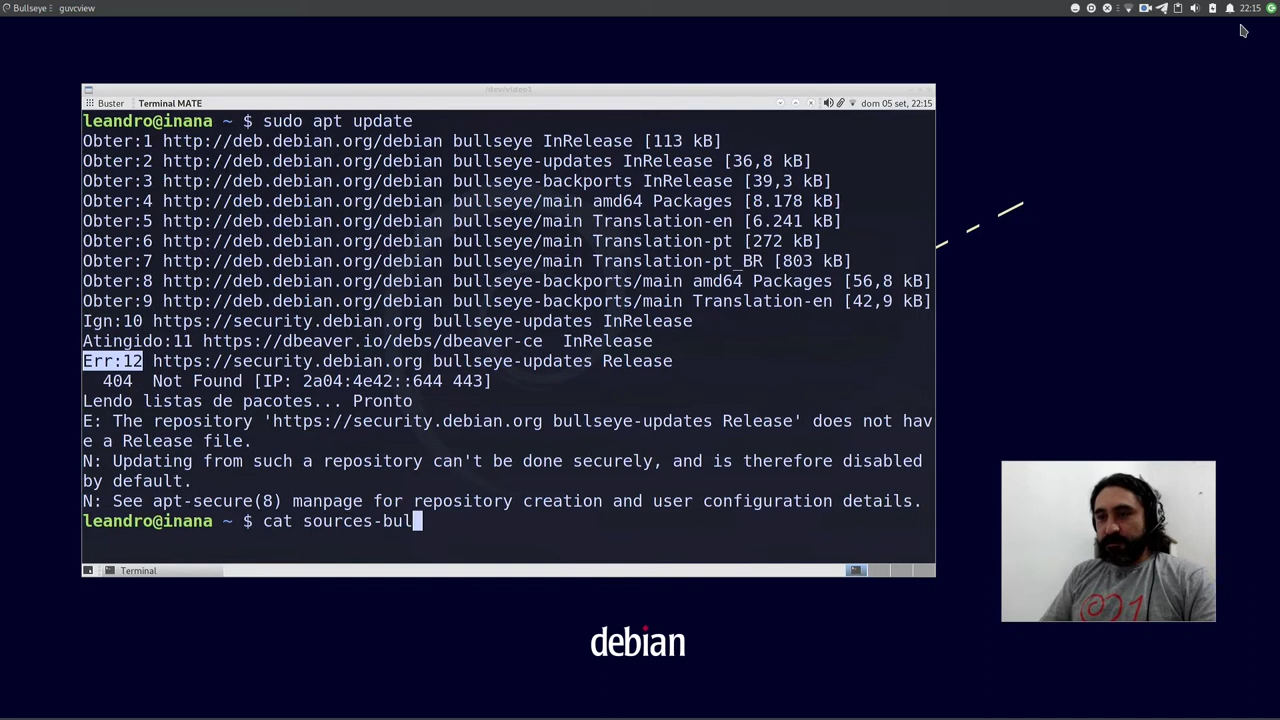 Bullseye guvcview 22:15
/dev/video1
Buster Terminal MATE dom 05 set, 22:15
leandro@inana ~ $ sudo apt update
Obter:1 http://deb.debian.org/debian bullseye InRelease [113 kB]
Obter:2 http://deb.debian.org/debian bullseye-updates InRelease [36,8 kB]
Obter:3 http://deb.debian.org/debian bullseye-backports InRelease [39,3 kB]
Obter:4 http://deb.debian.org/debian bullseye/main amd64 Packages [8.178 kB]
Obter:5 http://deb.debian.org/debian bullseye/main Translation-en [6.241 kB]
Obter:6 http://deb.debian.org/debian bullseye/main Translation-pt [272 kB]
Obter:7 http://deb.debian.org/debian bullseye/main Translation-pt_BR [803 kB]
Obter:8 http://deb.debian.org/debian bullseye-backports/main amd64 Packages [56,8 kB]
Obter:9 http://deb.debian.org/debian bullseye-backports/main Translation-en [42,9 kB]
Ign:10 https://security.debian.org bullseye-updates InRelease
Atingido:11 https://dbeaver.io/debs/dbeaver-ce  InRelease
Err:12 https://security.debian.org bullseye-updates Release
  404  Not Found [IP: 2a04:4e42::644 443]
Lendo listas de pacotes... Pronto
E: The repository 'https://security.debian.org bullseye-updates Release' does not hav
e a Release file.
N: Updating from such a repository can't be done securely, and is therefore disabled
by default.
N: See apt-secure(8) manpage for repository creation and user configuration details.
leandro@inana ~ $ cat sources-bul
Terminal
debian